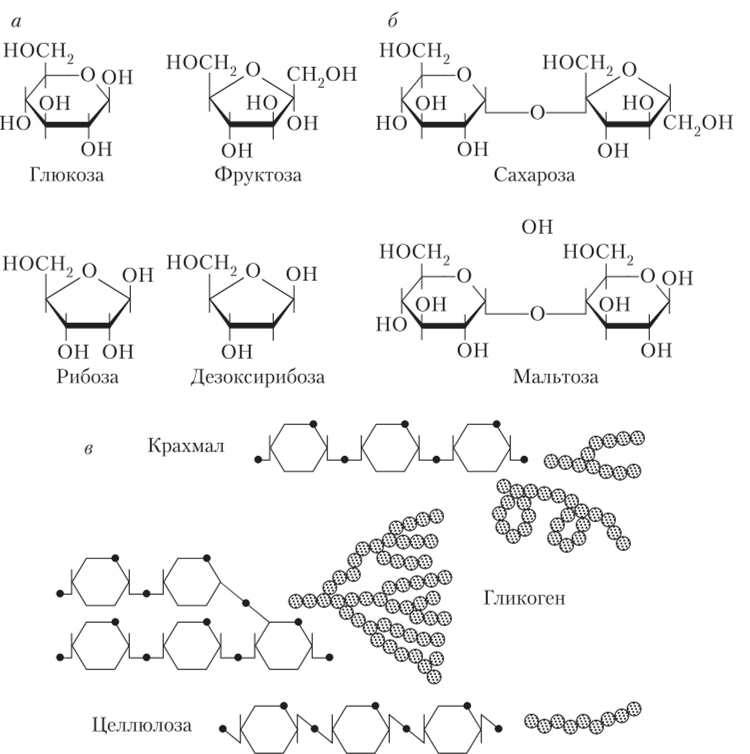 а
б
HOCH2
O
OH
OH
HO
OH
Глюкоза
HOCH2
O
CH2OH
HO
OH
OH
Фруктоза
HOCH2
O
OH
HO
OH
O
HOCH2
O
HO
CH2OH
OH
Сахароза
HOCH2
O
OH
OH OH
Рибоза
HOCH2
O
OH
OH
Дезоксирибоза
OH
HOCH2
O
OH
HO
OH
O
HOCH2
O
OH
OH
OH
Мальтоза
в
Крахмал
Гликоген
Целлюлоза